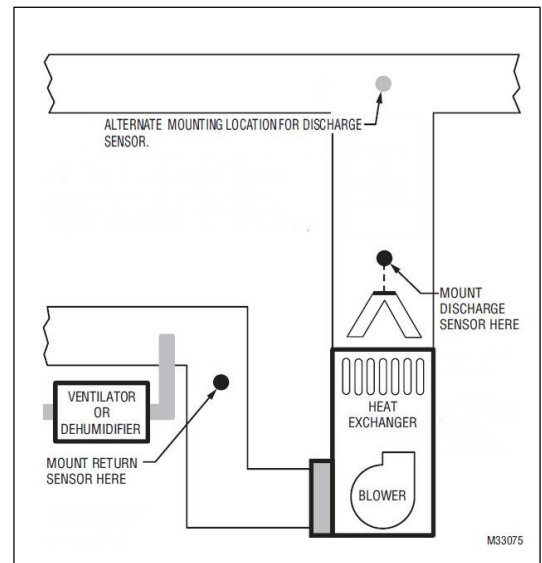 ALTERNATE MOUNTING LOCATION FOR DISCHARGE
SENSOR.
MOUNT
DISCHARGE
SENSOR HERE
VENTILATOR
OR
DEHUMIDIFIER
HEAT
EXCHANGER
MOUNT RETURN
SENSOR HERE
BLOWER
M33075